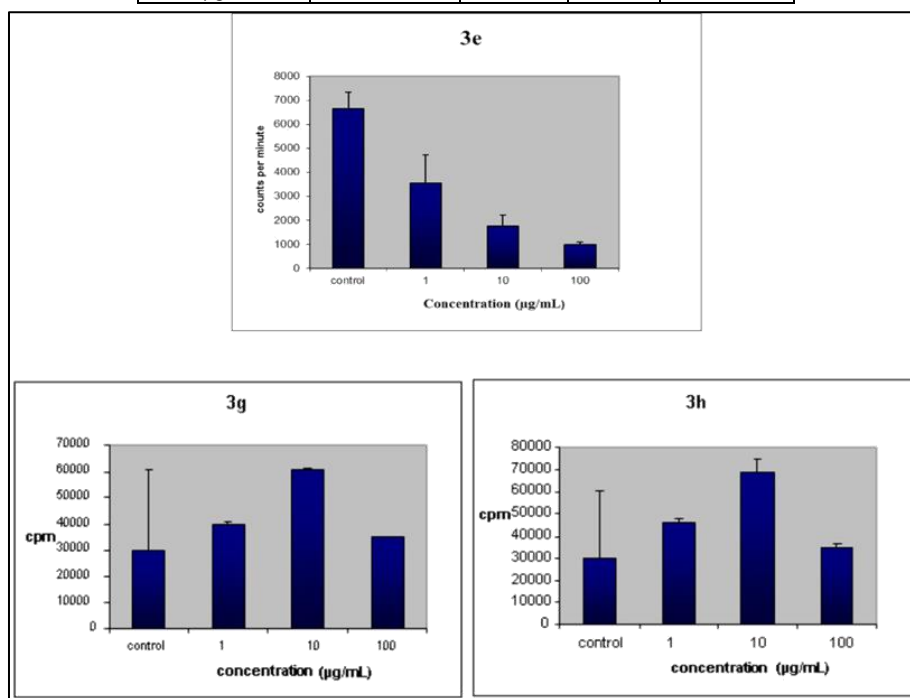 3e
8000
7000
6000
5000
4000
3000
2000
1000
0
counts per minute
control 1 10 100
Concentration (µg/mL)
3g
70000
60000
50000
40000
30000
20000
10000
0
cpm
control 1 10 100
concentration (µg/mL)
3h
80000
70000
60000
50000
40000
30000
20000
10000
0
cpm
control 1 10 100
concentration (µg/mL)